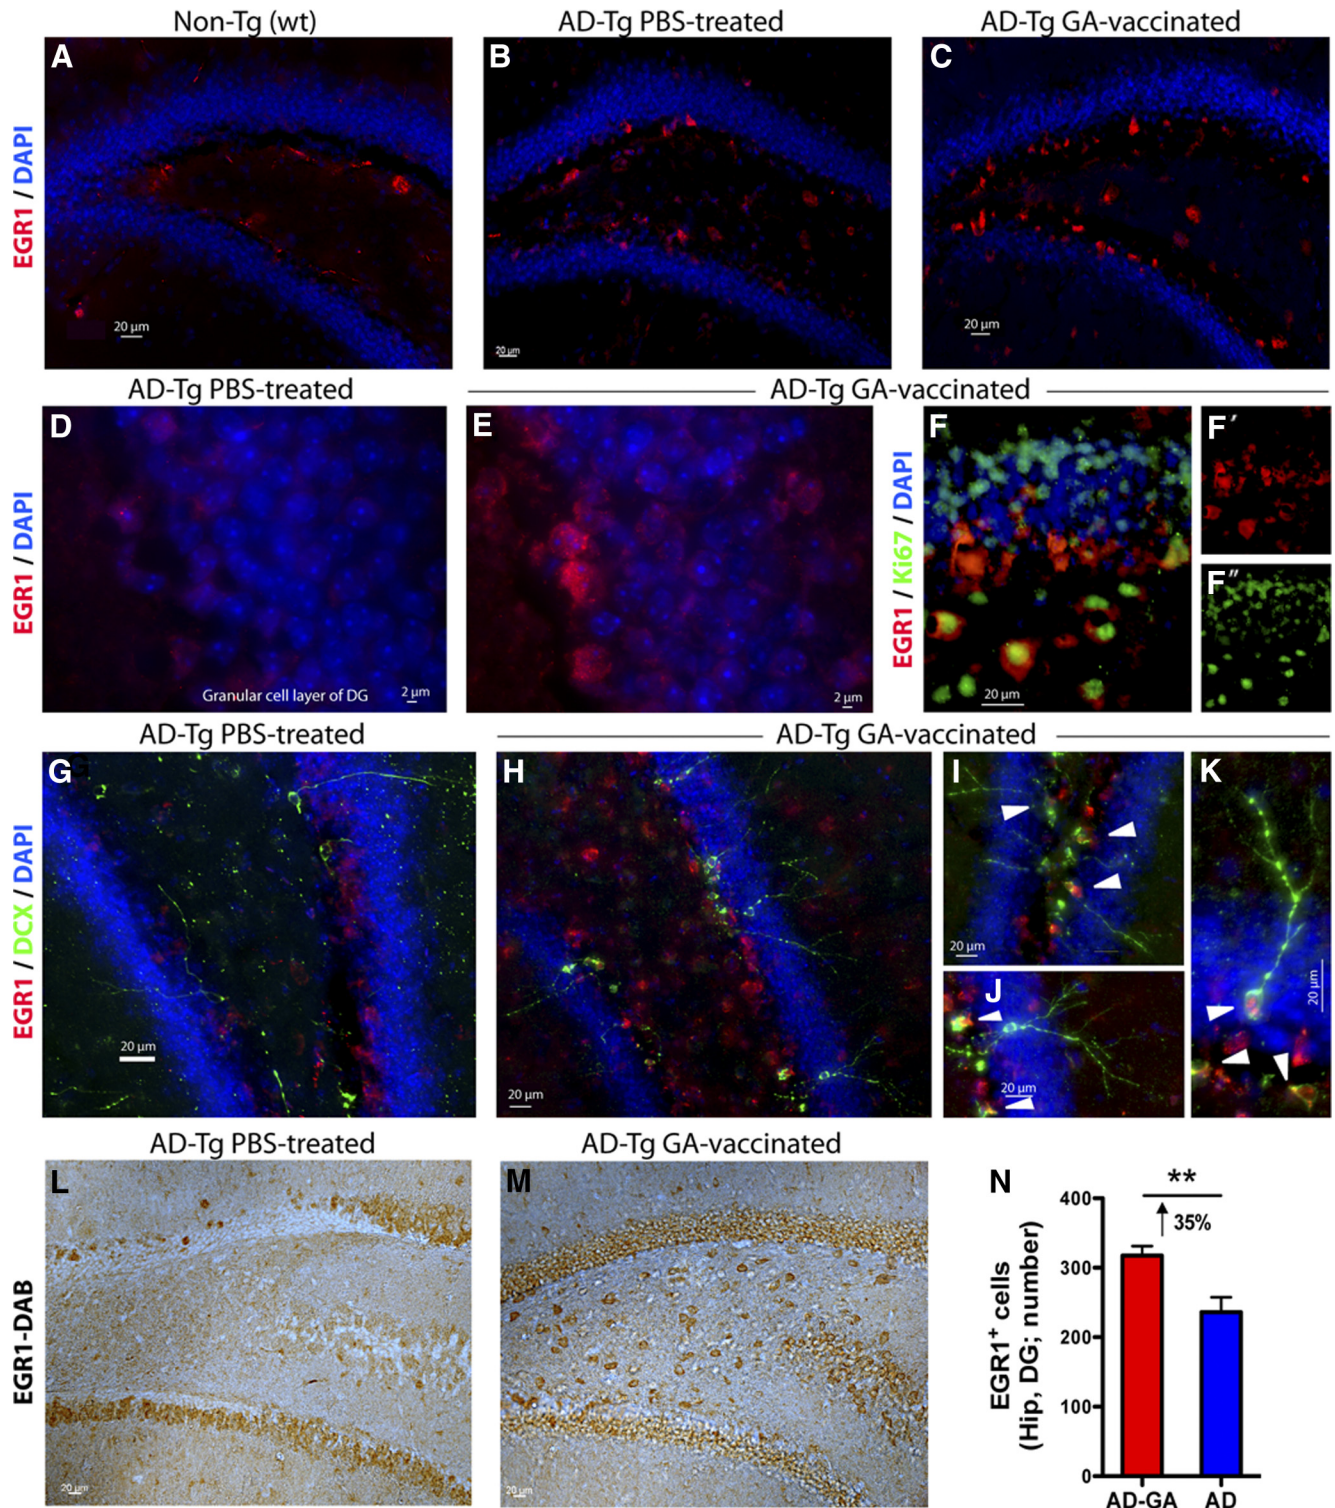 Non-Tg (wt)
AD-Tg PBS-treated
AD-Tg GA-vaccinated
EGR1 / DAPI
A
20 µm
B
20 µm
C
20 µm
AD-Tg PBS-treated
AD-Tg GA-vaccinated
EGR1 / DAPI
D
Granular cell layer of DG
2 µm
E
2 µm
EGR1 / Ki67 / DAPI
F
20 µm
F′
F″
AD-Tg PBS-treated
AD-Tg GA-vaccinated
EGR1 / DCX / DAPI
G
20 µm
H
20 µm
I
20 µm
J
20 µm
K
20 µm
AD-Tg PBS-treated
AD-Tg GA-vaccinated
EGR1-DAB
L
20 µm
M
20 µm
N
**
35%
EGR1⁺ cells
(Hip, DG; number)
400
300
200
100
0
AD-GA
AD